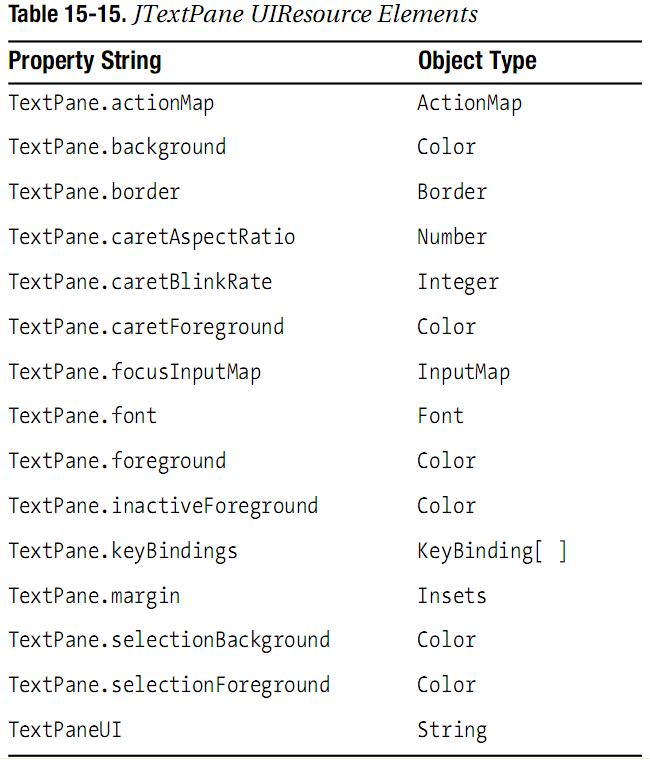 Table 15-15. JTextPane UIResource Elements
Property String Object Type
TextPane.actionMap ActionMap
TextPane.background Color
TextPane.border Border
TextPane.caretAspectRatio Number
TextPane.caretBlinkRate Integer
TextPane.caretForeground Color
TextPane.focusInputMap InputMap
TextPane.font Font
TextPane.foreground Color
TextPane.inactiveForeground Color
TextPane.keyBindings KeyBinding[ ]
TextPane.margin Insets
TextPane.selectionBackground Color
TextPane.selectionForeground Color
TextPaneUI String